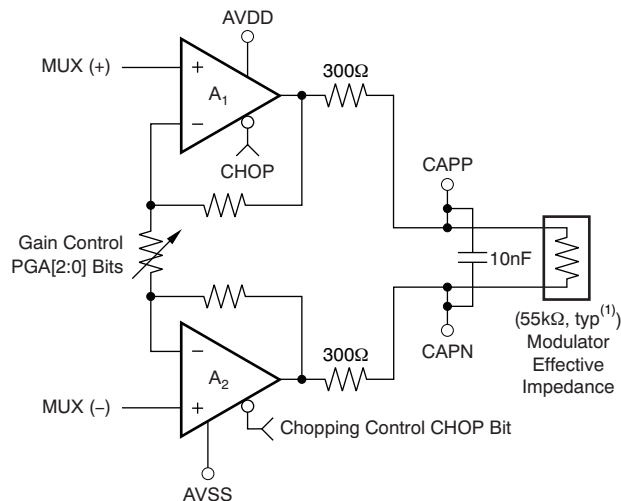 AVDD
MUX (+)
+
A1
−
300Ω
CHOP
CAPP
Gain Control
PGA[2:0] Bits
10nF
(55kΩ, typ(1))
Modulator
Effective
Impedance
CAPN
−
A2
+
300Ω
MUX (−)
Chopping Control CHOP Bit
AVSS